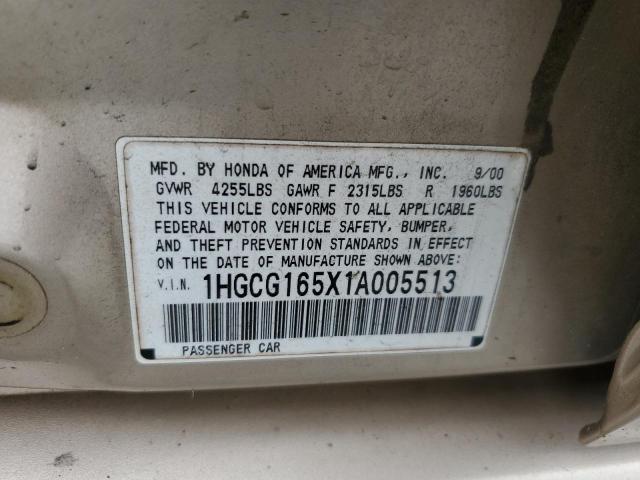 MFD. BY HONDA OF AMERICA MFG., INC. 9/00
GVWR 4255LBS GAWR F 2315LBS R 1960LBS
THIS VEHICLE CONFORMS TO ALL APPLICABLE
FEDERAL MOTOR VEHICLE SAFETY, BUMPER,
AND THEFT PREVENTION STANDARDS IN EFFECT
ON THE DATE OF MANUFACTURE SHOWN ABOVE:
V.I.N. 1HGCG165X1A005513
PASSENGER CAR